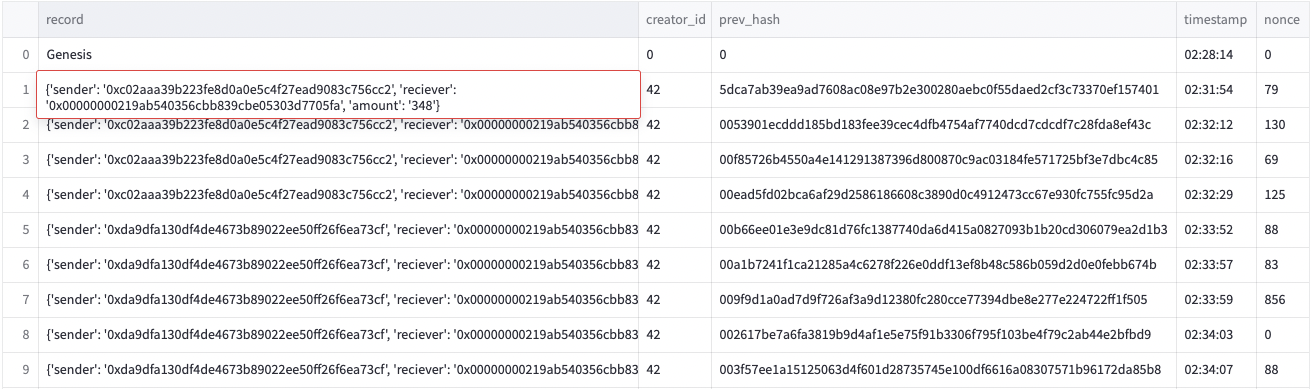 record creator_id prev_hash timestamp nonce
0 Genesis 0 0 02:28:14 0
1 {'sender': '0xc02aaa39b223fe8d0a0e5c4f27ead9083c756cc2', 'reciever': 42 5dca7ab39ea9ad7608ac08e97b2e300280aebc0f55daed2cf3c73370ef157401 02:31:54 79
'0x00000000219ab540356cbb839cbe05303d7705fa', 'amount': '348'}
2 {'sender': '0xc02aaa39b223fe8d0a0e5c4f27ead9083c756cc2', 'reciever': '0x00000000219ab540356cbb8 42 0053901ecddd185bd183fee39cec4dfb4754af7740dcd7cdcdf7c28fda8ef43c 02:32:12 130
3 {'sender': '0xc02aaa39b223fe8d0a0e5c4f27ead9083c756cc2', 'reciever': '0x00000000219ab540356cbb8 42 00f85726b4550a4e141291387396d800870c9ac03184fe571725bf3e7dbc4c85 02:32:16 69
4 {'sender': '0xc02aaa39b223fe8d0a0e5c4f27ead9083c756cc2', 'reciever': '0x00000000219ab540356cbb8 42 00ead5fd02bca6af29d2586186608c3890d0c4912473cc67e930fc755fc95d2a 02:32:29 125
5 {'sender': '0xda9dfa130df4de4673b89022ee50ff26f6ea73cf', 'reciever': '0x00000000219ab540356cbb83 42 00b66ee01e3e9dc81d76fc1387740da6d415a0827093b1b20cd306079ea2d1b3 02:33:52 88
6 {'sender': '0xda9dfa130df4de4673b89022ee50ff26f6ea73cf', 'reciever': '0x00000000219ab540356cbb83 42 00a1b7241f1ca21285a4c6278f226e0ddf13ef8b48c586b059d2d0e0febb674b 02:33:57 83
7 {'sender': '0xda9dfa130df4de4673b89022ee50ff26f6ea73cf', 'reciever': '0x00000000219ab540356cbb83 42 009f9d1a0ad7d9f726af3a9d12380fc280cce77394dbe8e277e224722ff1f505 02:33:59 856
8 {'sender': '0xda9dfa130df4de4673b89022ee50ff26f6ea73cf', 'reciever': '0x00000000219ab540356cbb83 42 002617be7a6fa3819b9d4af1e5e75f91b3306f795f103be4f79c2ab44e2bfbd9 02:34:03 0
9 {'sender': '0xda9dfa130df4de4673b89022ee50ff26f6ea73cf', 'reciever': '0x00000000219ab540356cbb83 42 003f57ee1a15125063d4f601d28735745e100df6616a08307571b96172da85b8 02:34:07 88